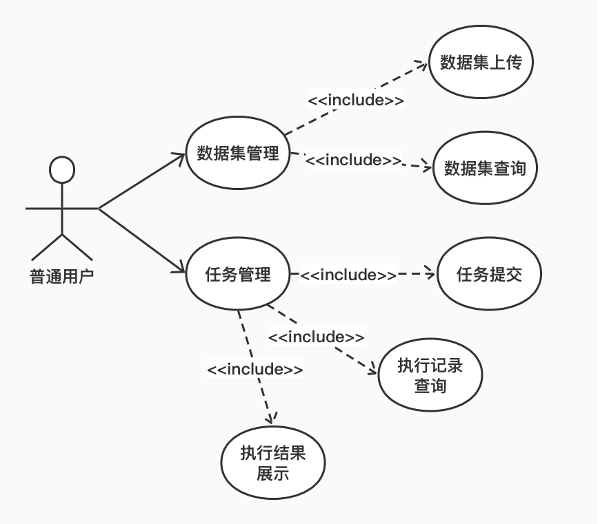 数据集上传
<<include>>
数据集管理
<<include>>
数据集查询
普通用户
任务管理
<<include>>
任务提交
<<include>>
执行记录
查询
<<include>>
执行结果
展示